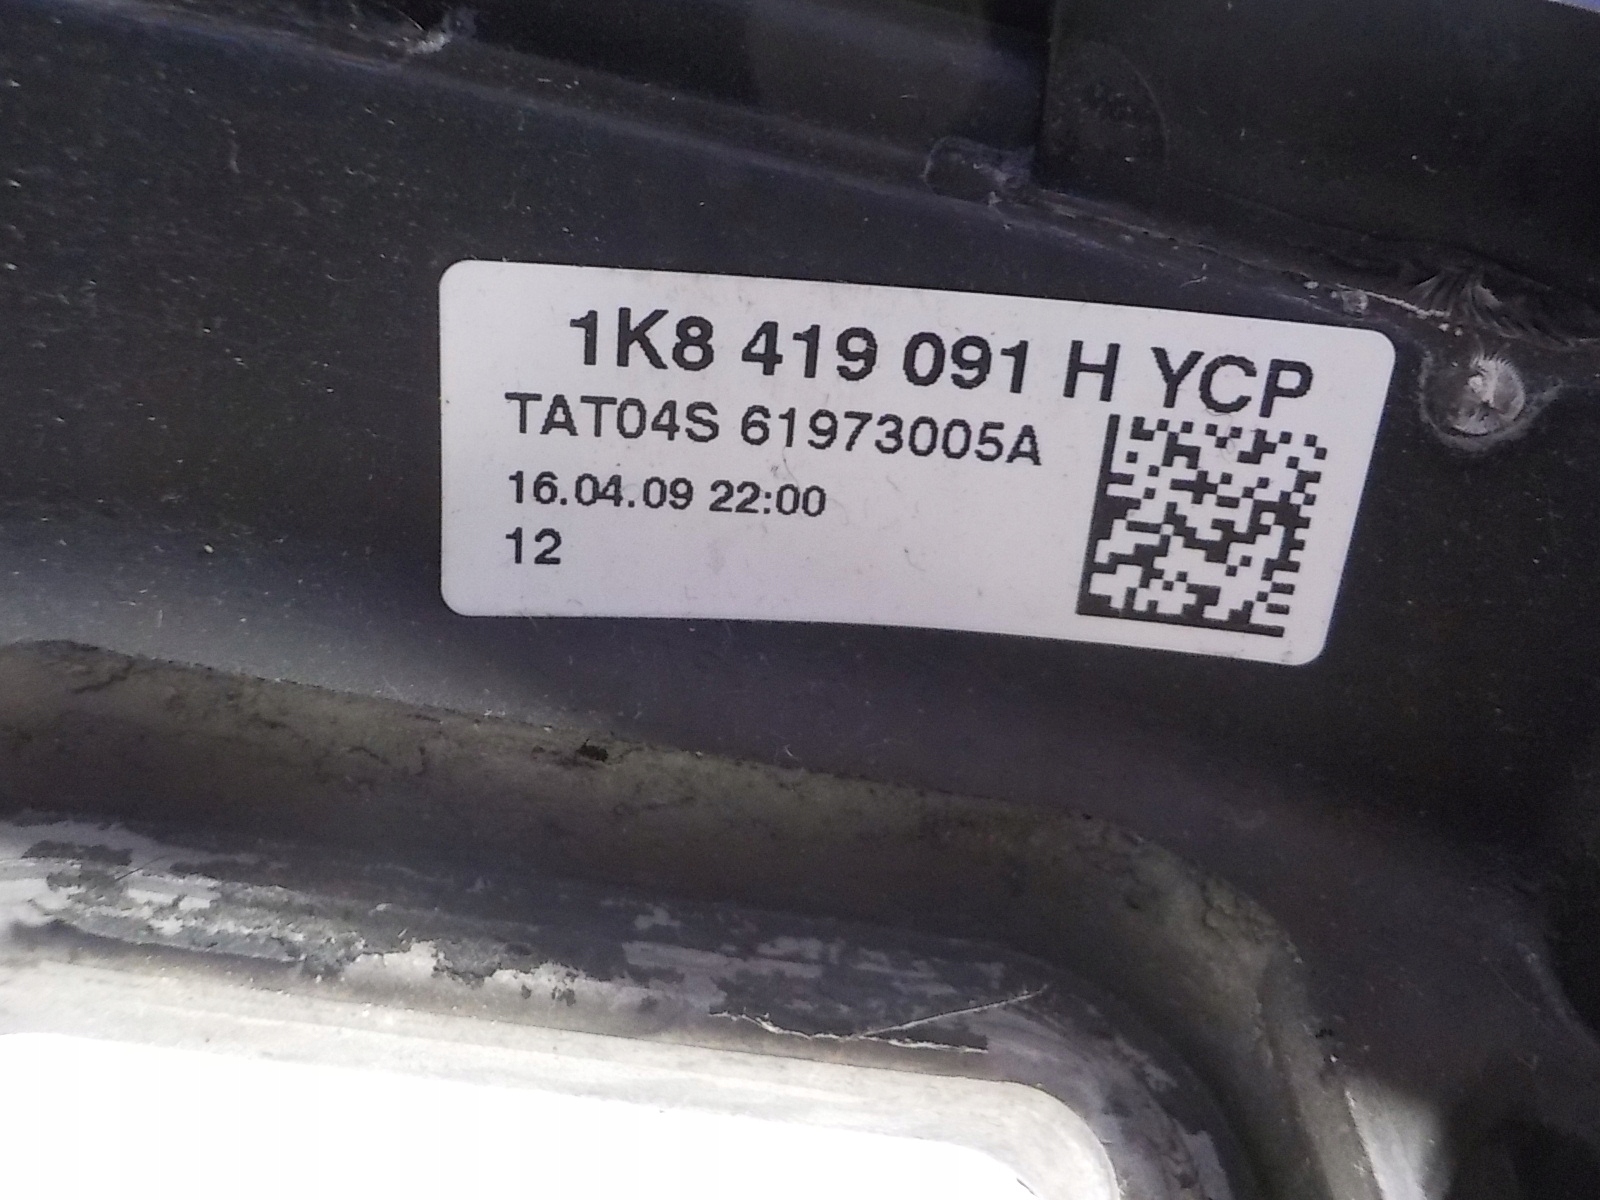 1K8 419 091 H YCP
TAT04S 61973005A
16.04.09 22:00
12